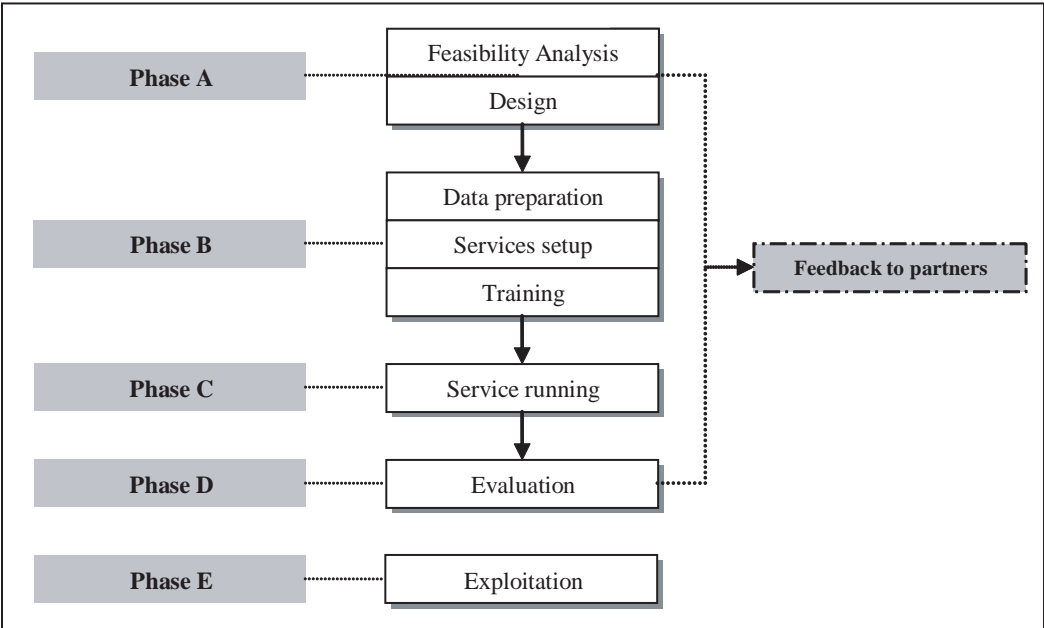 Phase A
Feasibility Analysis
Design
Phase B
Data preparation
Services setup
Training
Feedback to partners
Phase C
Service running
Phase D
Evaluation
Phase E
Exploitation